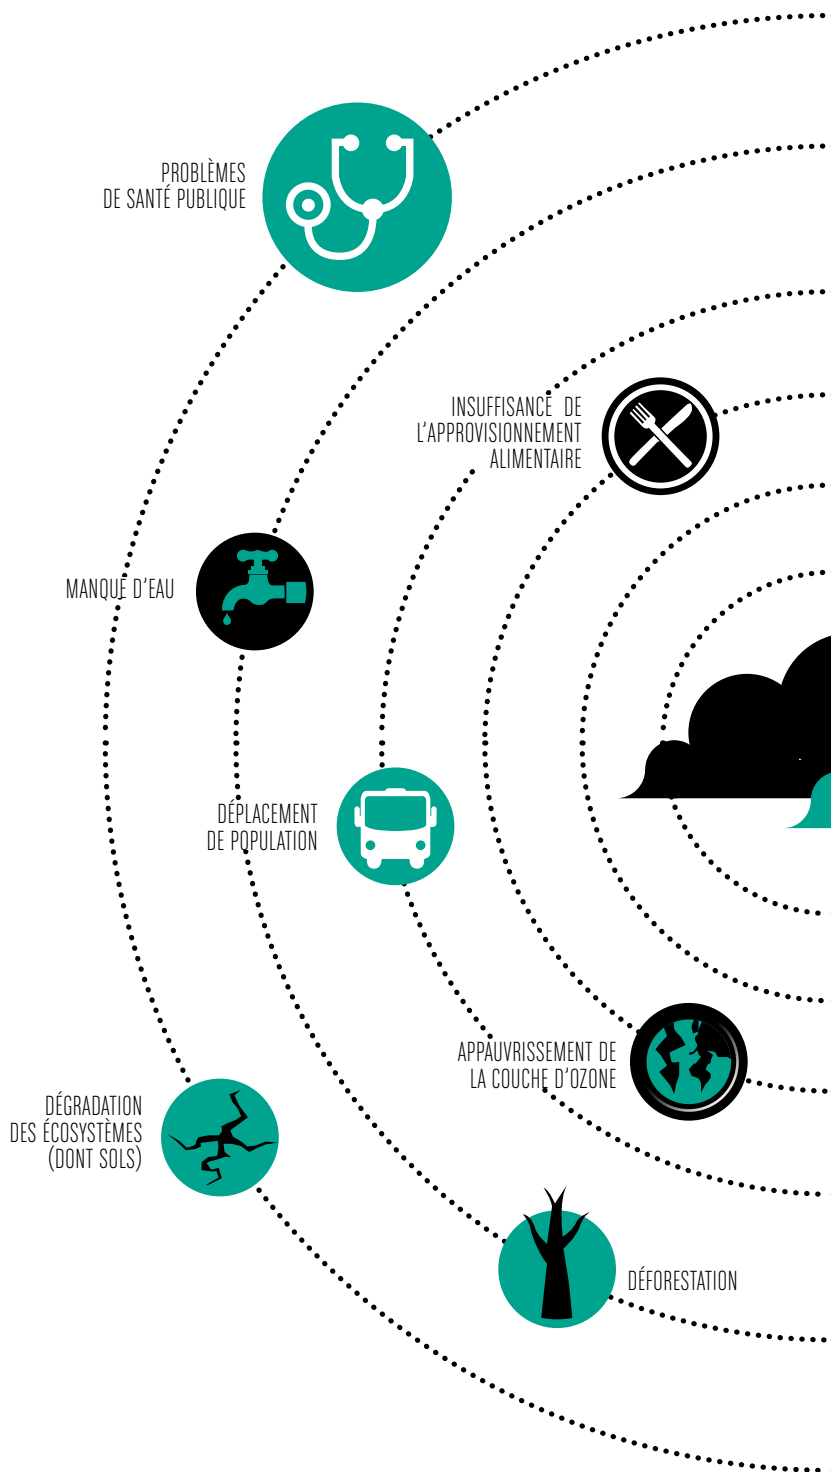 PROBLÈMES
DE SANTÉ PUBLIQUE
INSUFFISANCE DE
L'APPROVISIONNEMENT
ALIMENTAIRE
MANQUE D'EAU
DÉPLACEMENT
DE POPULATION
APPAUVRISSEMENT DE
LA COUCHE D'OZONE
DÉGRADATION
DES ÉCOSYSTÈMES
(DONT SOLS)
DÉFORESTATION